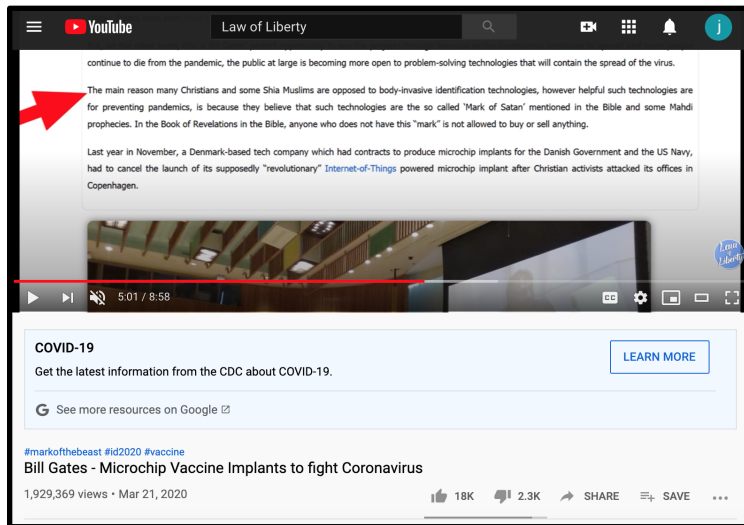 YouTube
Law of Liberty
continue to die from the pandemic, the public at large is becoming more open to problem-solving technologies that will contain the spread of the virus.
The main reason many Christians and some Shia Muslims are opposed to body-invasive identification technologies, however helpful such technologies are
for preventing pandemics, is because they believe that such technologies are the so called ‘Mark of Satan’ mentioned in the Bible and some Mahdi
prophecies. In the Book of Revelations in the Bible, anyone who does not have this “mark” is not allowed to buy or sell anything.
Last year in November, a Denmark-based tech company which had contracts to produce microchip implants for the Danish Government and the US Navy,
had to cancel the launch of its supposedly “revolutionary” Internet-of-Things powered microchip implant after Christian activists attacked its offices in
Copenhagen.
Law of Liberty
5:01 / 8:58
CC
COVID-19
Get the latest information from the CDC about COVID-19.
LEARN MORE
G See more resources on Google
#markofthebeast #id2020 #vaccine
Bill Gates - Microchip Vaccine Implants to fight Coronavirus
1,929,369 views • Mar 21, 2020
18K 2.3K SHARE SAVE
j